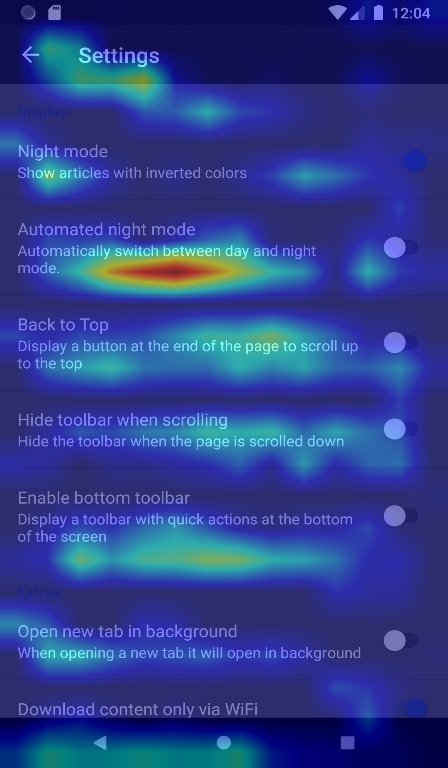 12:04
Settings
Display
Night mode
Show articles with inverted colors
Automated night mode
Automatically switch between day and night
mode.
Back to Top
Display a button at the end of the page to scroll up
to the top
Hide toolbar when scrolling
Hide the toolbar when the page is scrolled down
Enable bottom toolbar
Display a toolbar with quick actions at the bottom
of the screen
Extras
Open new tab in background
When opening a new tab it will open in background
Download content only via WiFi